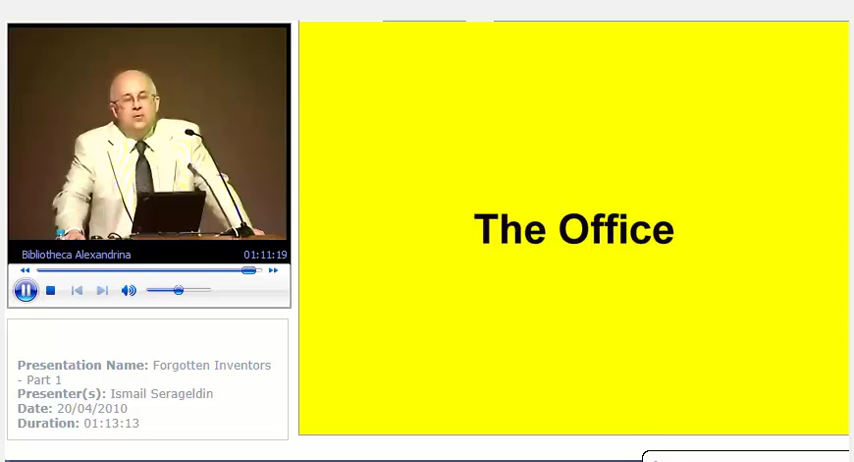 The Office
Bibliotheca Alexandrina 01:11:19
Presentation Name: Forgotten Inventors
- Part 1
Presenter(s): Ismail Serageldin
Date: 20/04/2010
Duration: 01:13:13